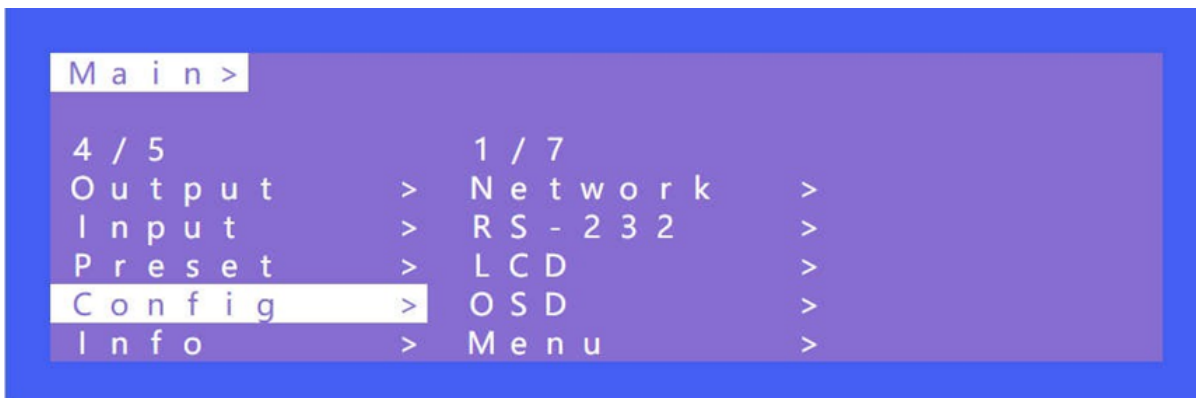 Main>
4/5 1/7
Output > Network >
Input > RS-232 >
Preset > LCD >
Config > OSD >
Info > Menu >